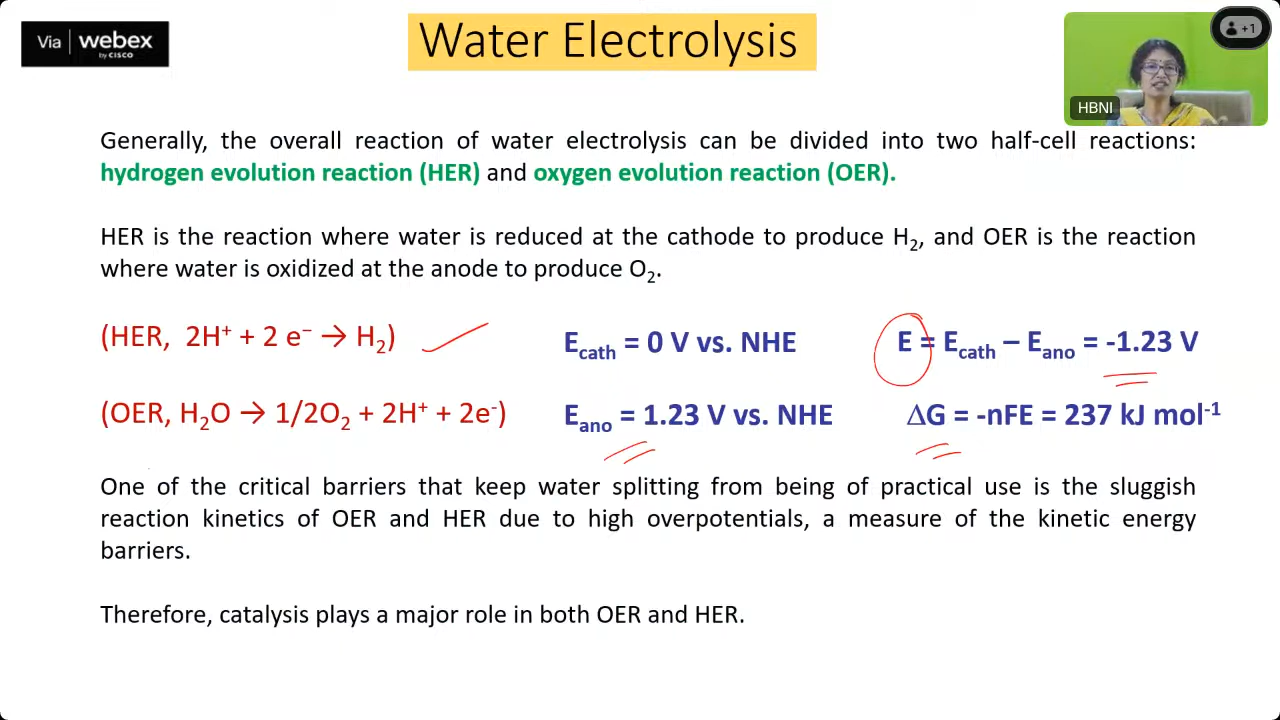 Via | webex
by CISCO
Water Electrolysis
+1
HBNI
Generally, the overall reaction of water electrolysis can be divided into two half-cell reactions:
hydrogen evolution reaction (HER) and oxygen evolution reaction (OER).
HER is the reaction where water is reduced at the cathode to produce H₂, and OER is the reaction
where water is oxidized at the anode to produce O₂.
(HER, 2H⁺ + 2 e⁻ → H₂) E_cath = 0 V vs. NHE E = E_cath – E_ano = -1.23 V
(OER, H₂O → 1/2O₂ + 2H⁺ + 2e⁻) E_ano = 1.23 V vs. NHE ΔG = -nFE = 237 kJ mol⁻¹
One of the critical barriers that keep water splitting from being of practical use is the sluggish
reaction kinetics of OER and HER due to high overpotentials, a measure of the kinetic energy
barriers.
Therefore, catalysis plays a major role in both OER and HER.